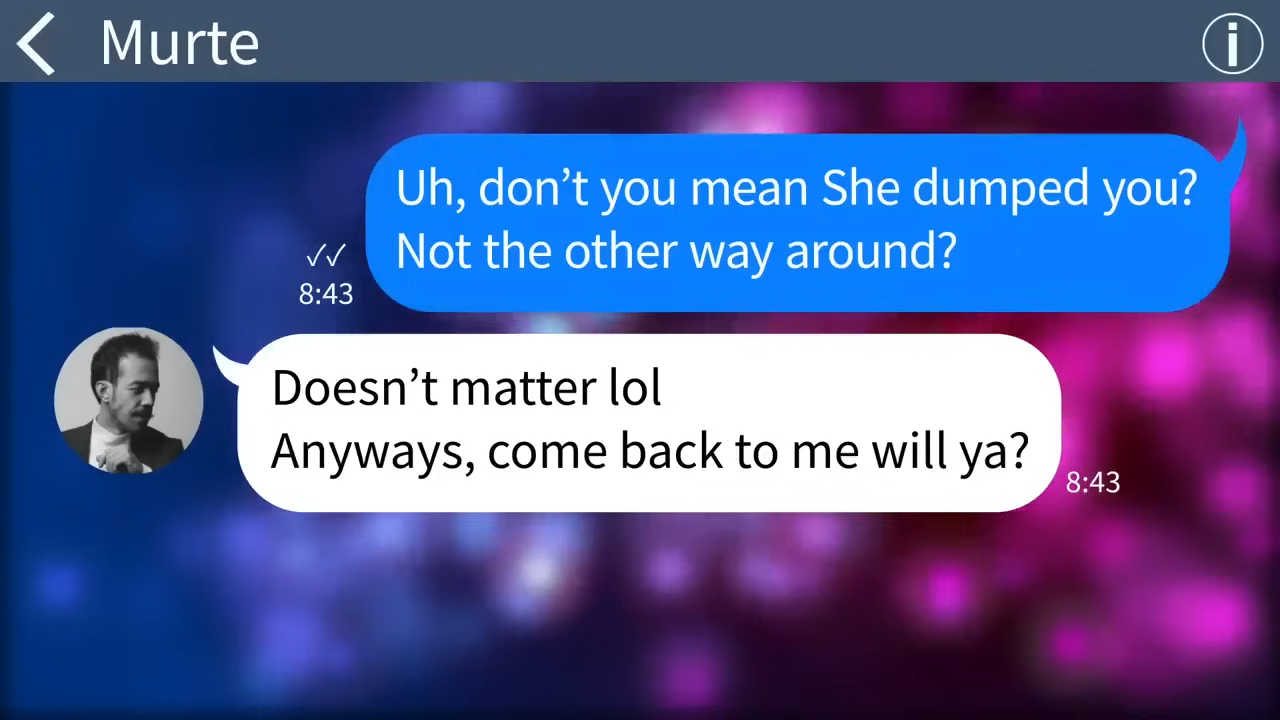 Murte
Uh, don’t you mean She dumped you?
Not the other way around?
8:43
Doesn’t matter lol
Anyways, come back to me will ya?
8:43